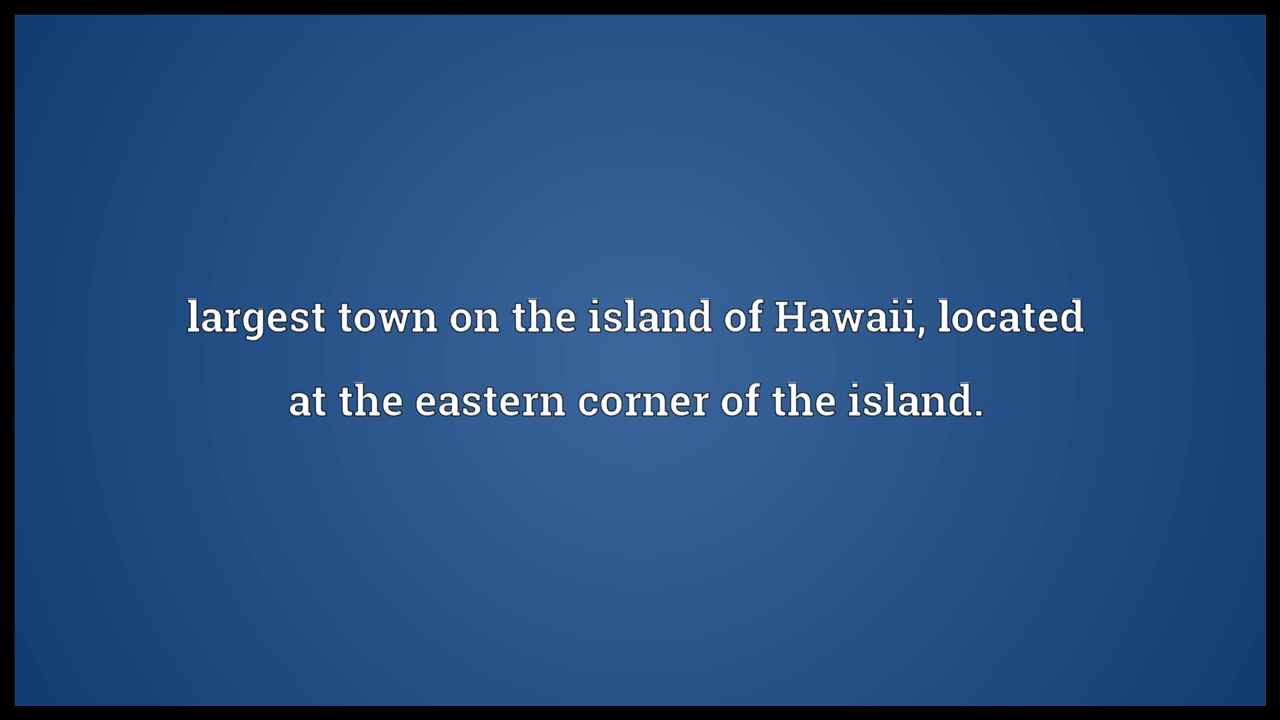 largest town on the island of Hawaii, located
at the eastern corner of the island.